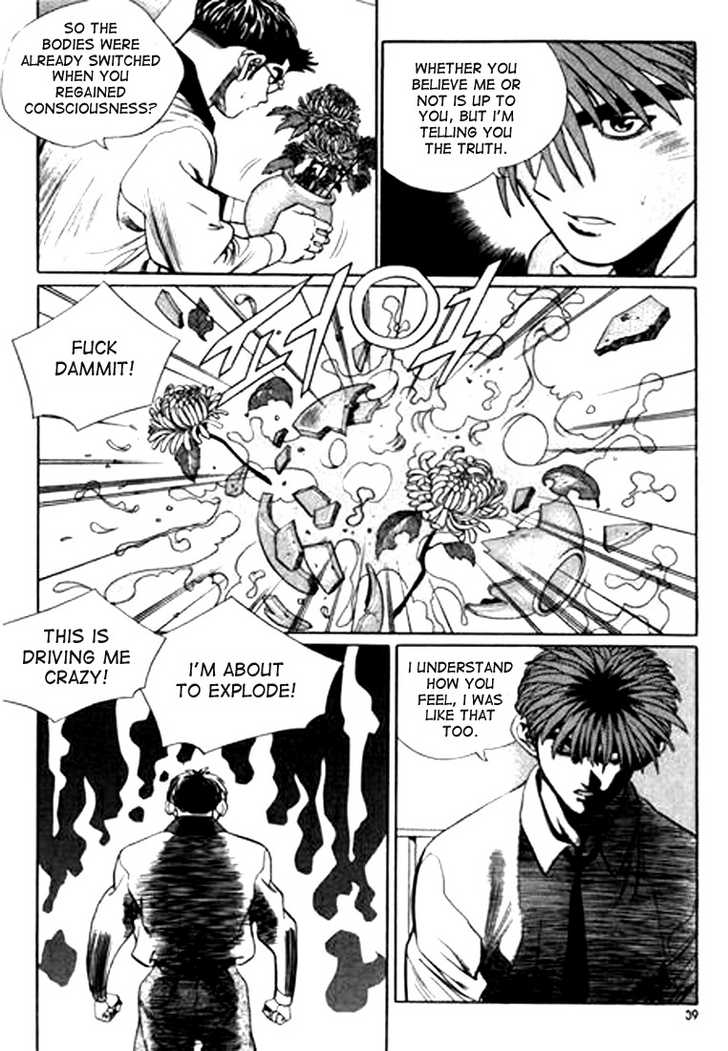 SO THE
BODIES WERE
ALREADY SWITCHED
WHEN YOU
REGAINED
CONSCIOUSNESS?
WHETHER YOU
BELIEVE ME OR
NOT IS UP TO
YOU, BUT I'M
TELLING YOU
THE TRUTH.
FUCK
DAMMIT!
THIS IS
DRIVING ME
CRAZY!
I'M ABOUT
TO EXPLODE!
I UNDERSTAND
HOW YOU
FEEL, I WAS
LIKE THAT
TOO.
39